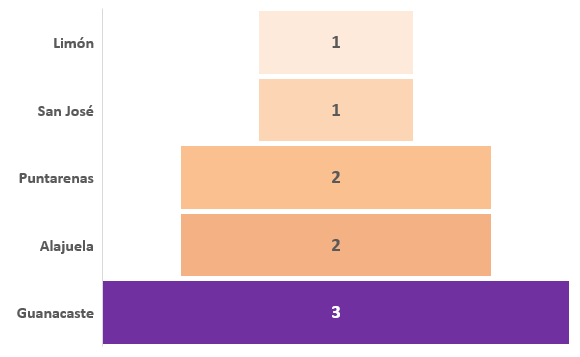 Limón 1
San José 1
Puntarenas 2
Alajuela 2
Guanacaste 3